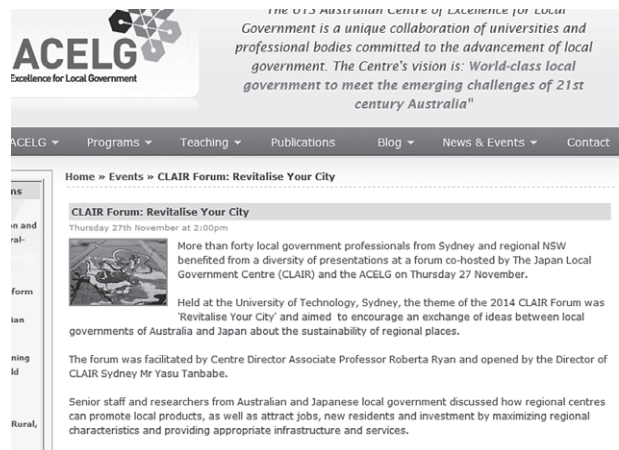 The UTS Australian Centre of Excellence for Local
Government is a unique collaboration of universities and
professional bodies committed to the advancement of local
government. The Centre's vision is: World-class local
government to meet the emerging challenges of 21st
century Australia"
ACELG
Excellence for Local Government
ACELG Programs Teaching Publications Blog News & Events Contact
Home » Events » CLAIR Forum: Revitalise Your City
CLAIR Forum: Revitalise Your City
Thursday 27th November at 2:00pm
More than forty local government professionals from Sydney and regional NSW
benefited from a diversity of presentations at a forum co-hosted by The Japan Local
Government Centre (CLAIR) and the ACELG on Thursday 27 November.
Held at the University of Technology, Sydney, the theme of the 2014 CLAIR Forum was
'Revitalise Your City' and aimed to encourage an exchange of ideas between local
governments of Australia and Japan about the sustainability of regional places.
The forum was facilitated by Centre Director Associate Professor Roberta Ryan and opened by the Director of
CLAIR Sydney Mr Yasu Tanbabe.
Senior staff and researchers from Australian and Japanese local government discussed how regional centres
can promote local products, as well as attract jobs, new residents and investment by maximizing regional
characteristics and providing appropriate infrastructure and services.
ns
on and
ral-
form
ian
ning
ld
Rural,